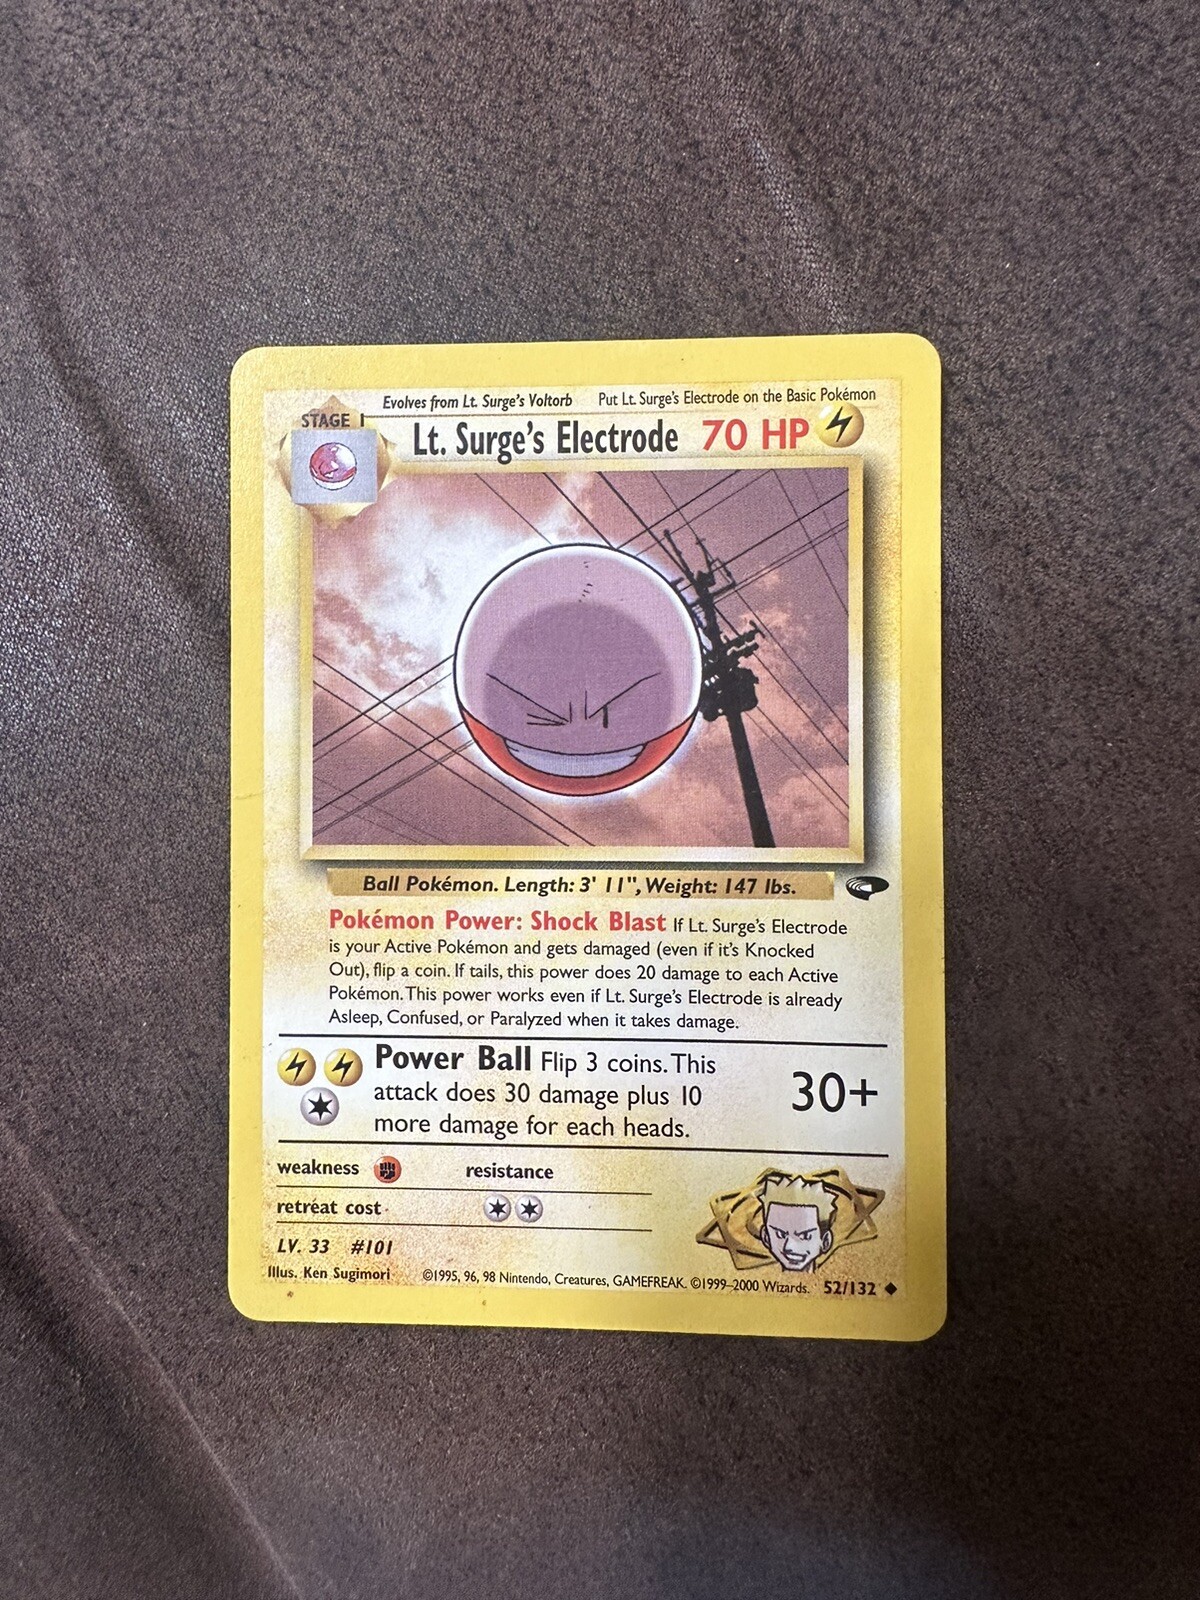 Evolves from Lt. Surge's Voltorb Put Lt. Surge's Electrode on the Basic Pokémon
STAGE 1
Lt. Surge's Electrode 70 HP
Ball Pokémon. Length: 3' 11", Weight: 147 lbs.
Pokémon Power: Shock Blast If Lt. Surge's Electrode
is your Active Pokémon and gets damaged (even if it's Knocked
Out), flip a coin. If tails, this power does 20 damage to each Active
Pokémon. This power works even if Lt. Surge's Electrode is already
Asleep, Confused, or Paralyzed when it takes damage.
Power Ball Flip 3 coins. This
attack does 30 damage plus 10
more damage for each heads.
30+
weakness resistance
retreat cost
LV. 33 #101
Illus. Ken Sugimori ©1995, 96, 98 Nintendo, Creatures, GAMEFREAK. ©1999–2000 Wizards. 52/132